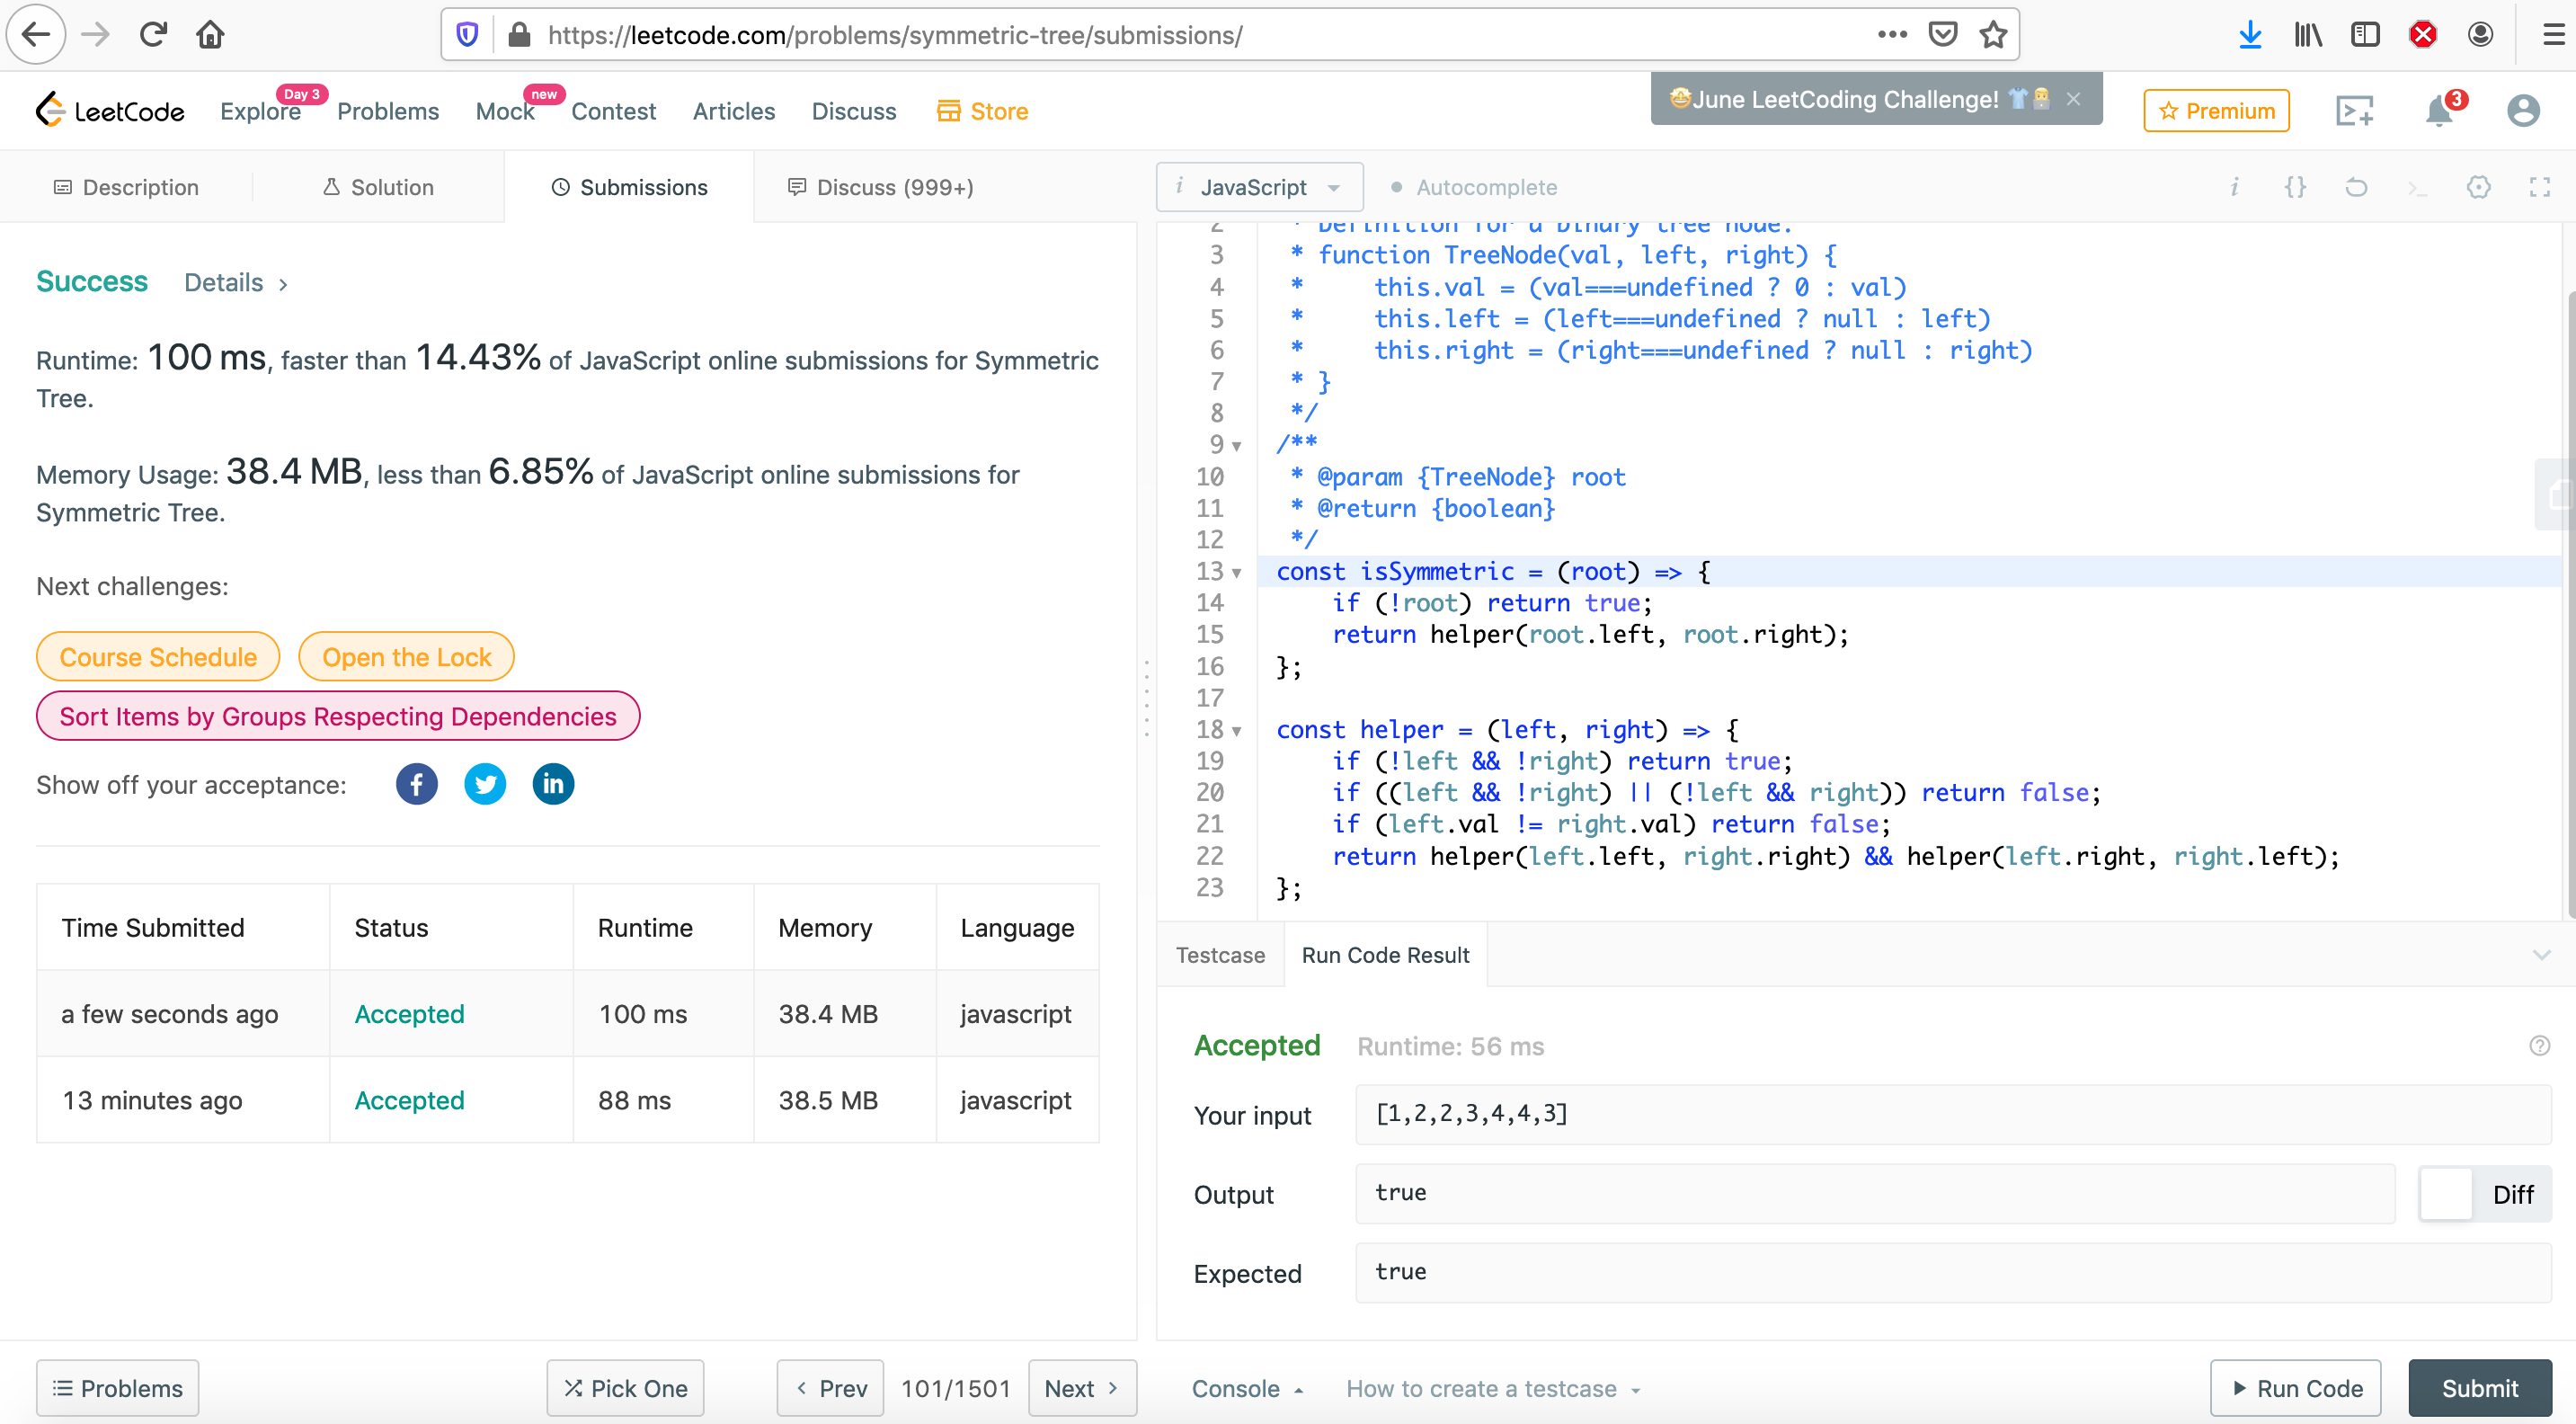 https://leetcode.com/problems/symmetric-tree/submissions/
LeetCode
Explore
Day 3
Problems
Mock
new
Contest
Articles
Discuss
Store
🤩June LeetCoding Challenge! 👕👩‍💻 ×
Premium
3
Description
Solution
Submissions
Discuss (999+)
i JavaScript
Autocomplete
i {} >_
Success Details >
Runtime: 100 ms, faster than 14.43% of JavaScript online submissions for Symmetric
Tree.
Memory Usage: 38.4 MB, less than 6.85% of JavaScript online submissions for
Symmetric Tree.
Next challenges:
Course Schedule
Open the Lock
Sort Items by Groups Respecting Dependencies
Show off your acceptance:
Time Submitted Status Runtime Memory Language
a few seconds ago Accepted 100 ms 38.4 MB javascript
13 minutes ago Accepted 88 ms 38.5 MB javascript
2 * Definition for a binary tree node.
3 * function TreeNode(val, left, right) {
4 *     this.val = (val===undefined ? 0 : val)
5 *     this.left = (left===undefined ? null : left)
6 *     this.right = (right===undefined ? null : right)
7 * }
8 */
9 /**
10 * @param {TreeNode} root
11 * @return {boolean}
12 */
13 const isSymmetric = (root) => {
14     if (!root) return true;
15     return helper(root.left, root.right);
16 };
17
18 const helper = (left, right) => {
19     if (!left && !right) return true;
20     if ((left && !right) || (!left && right)) return false;
21     if (left.val != right.val) return false;
22     return helper(left.left, right.right) && helper(left.right, right.left);
23 };
Testcase
Run Code Result
Accepted Runtime: 56 ms
Your input [1,2,2,3,4,4,3]
Output true
Diff
Expected true
Problems
Pick One
< Prev
101/1501
Next >
Console
How to create a testcase
Run Code
Submit